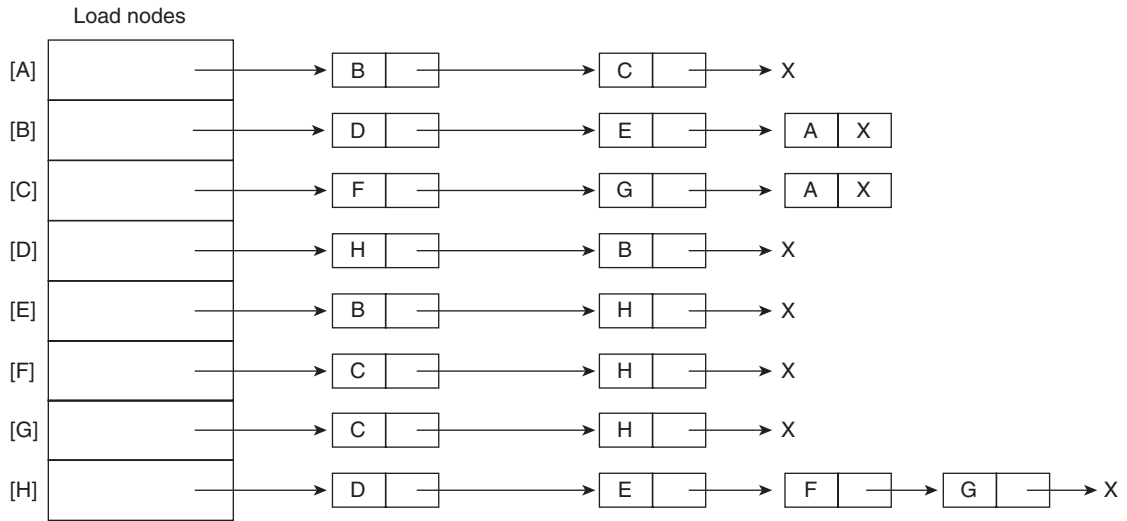 Load nodes
[A] B C X
[B] D E A X
[C] F G A X
[D] H B X
[E] B H X
[F] C H X
[G] C H X
[H] D E F G X